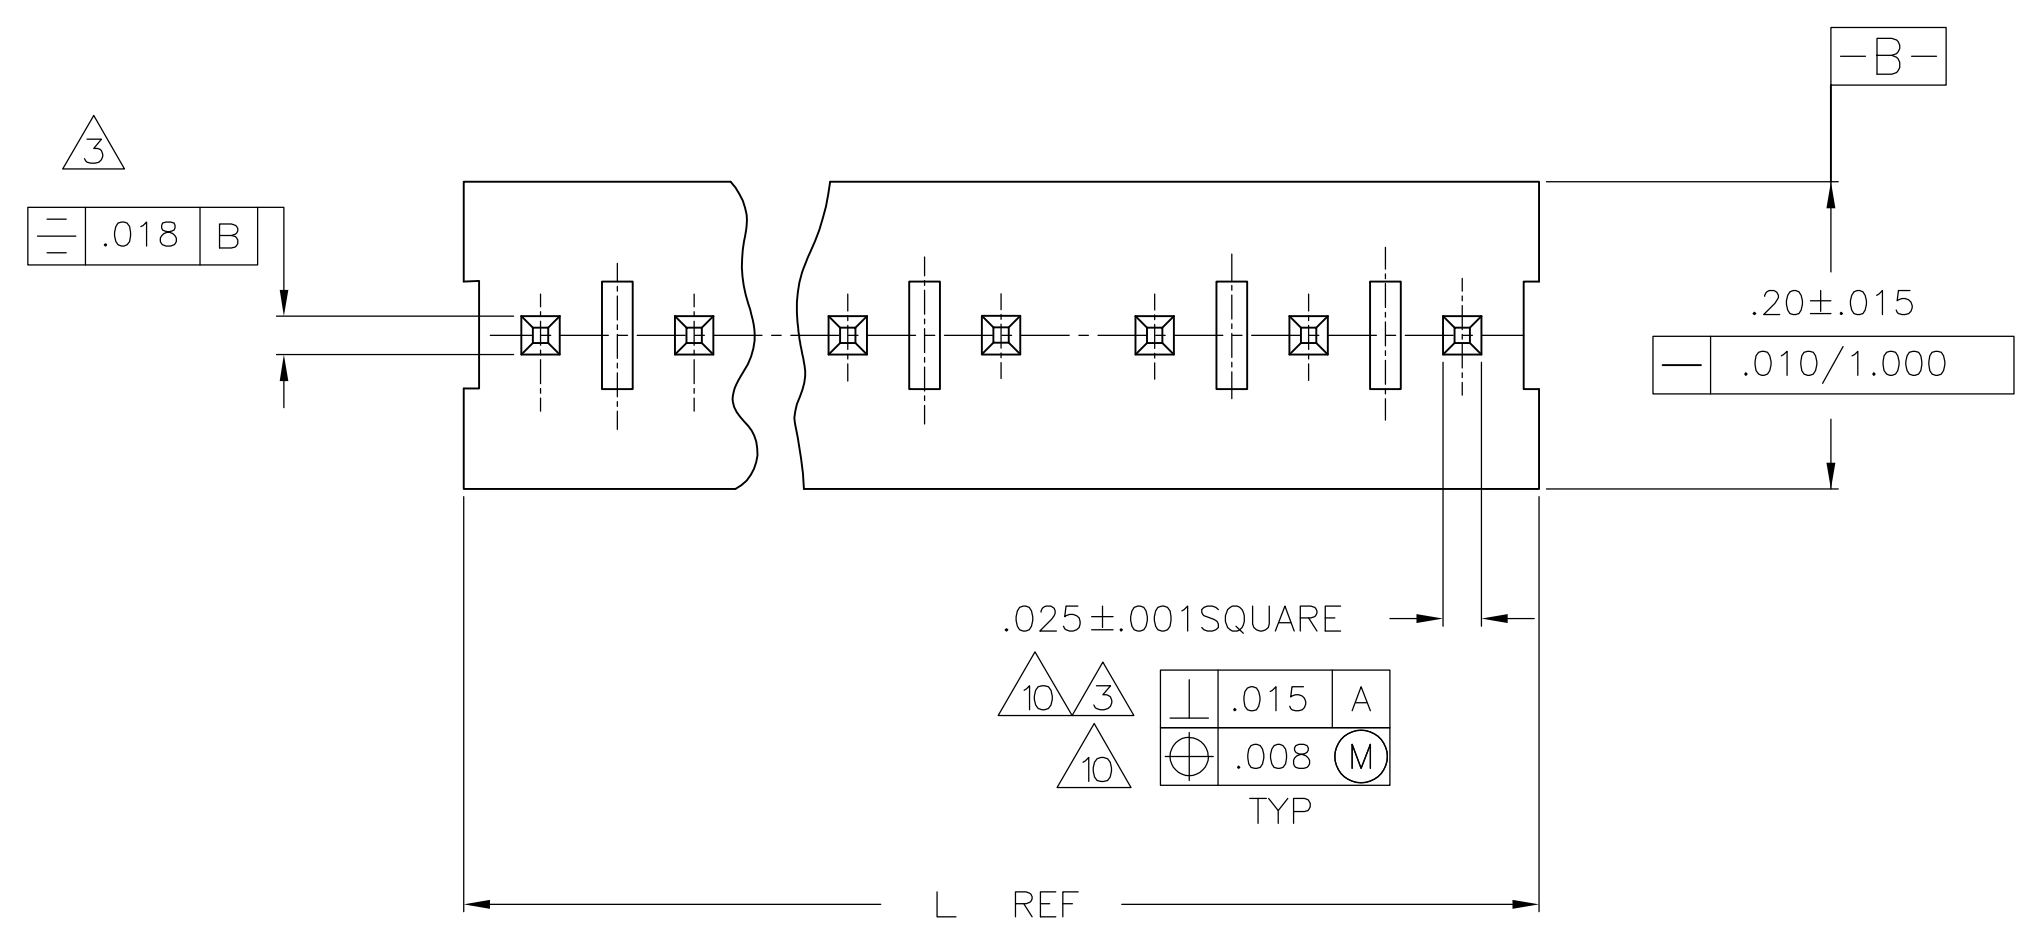 -B-
3
.018 B
.20±.015
.010/1.000
.025±.001SQUARE
10 3 .015 A
10 .008 Ⓜ
TYP
L REF